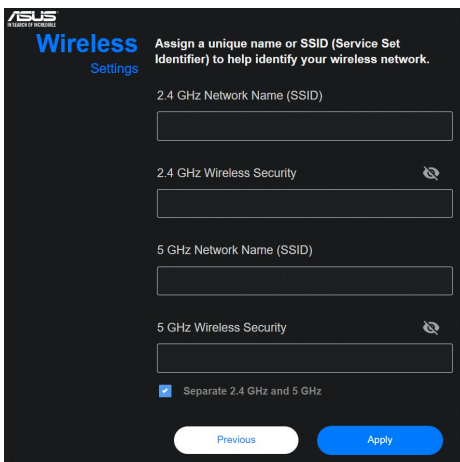 ASUS
IN SEARCH OF INCREDIBLE
Wireless
Settings
Assign a unique name or SSID (Service Set
Identifier) to help identify your wireless network.
2.4 GHz Network Name (SSID)
2.4 GHz Wireless Security
5 GHz Network Name (SSID)
5 GHz Wireless Security
Separate 2.4 GHz and 5 GHz
Previous
Apply